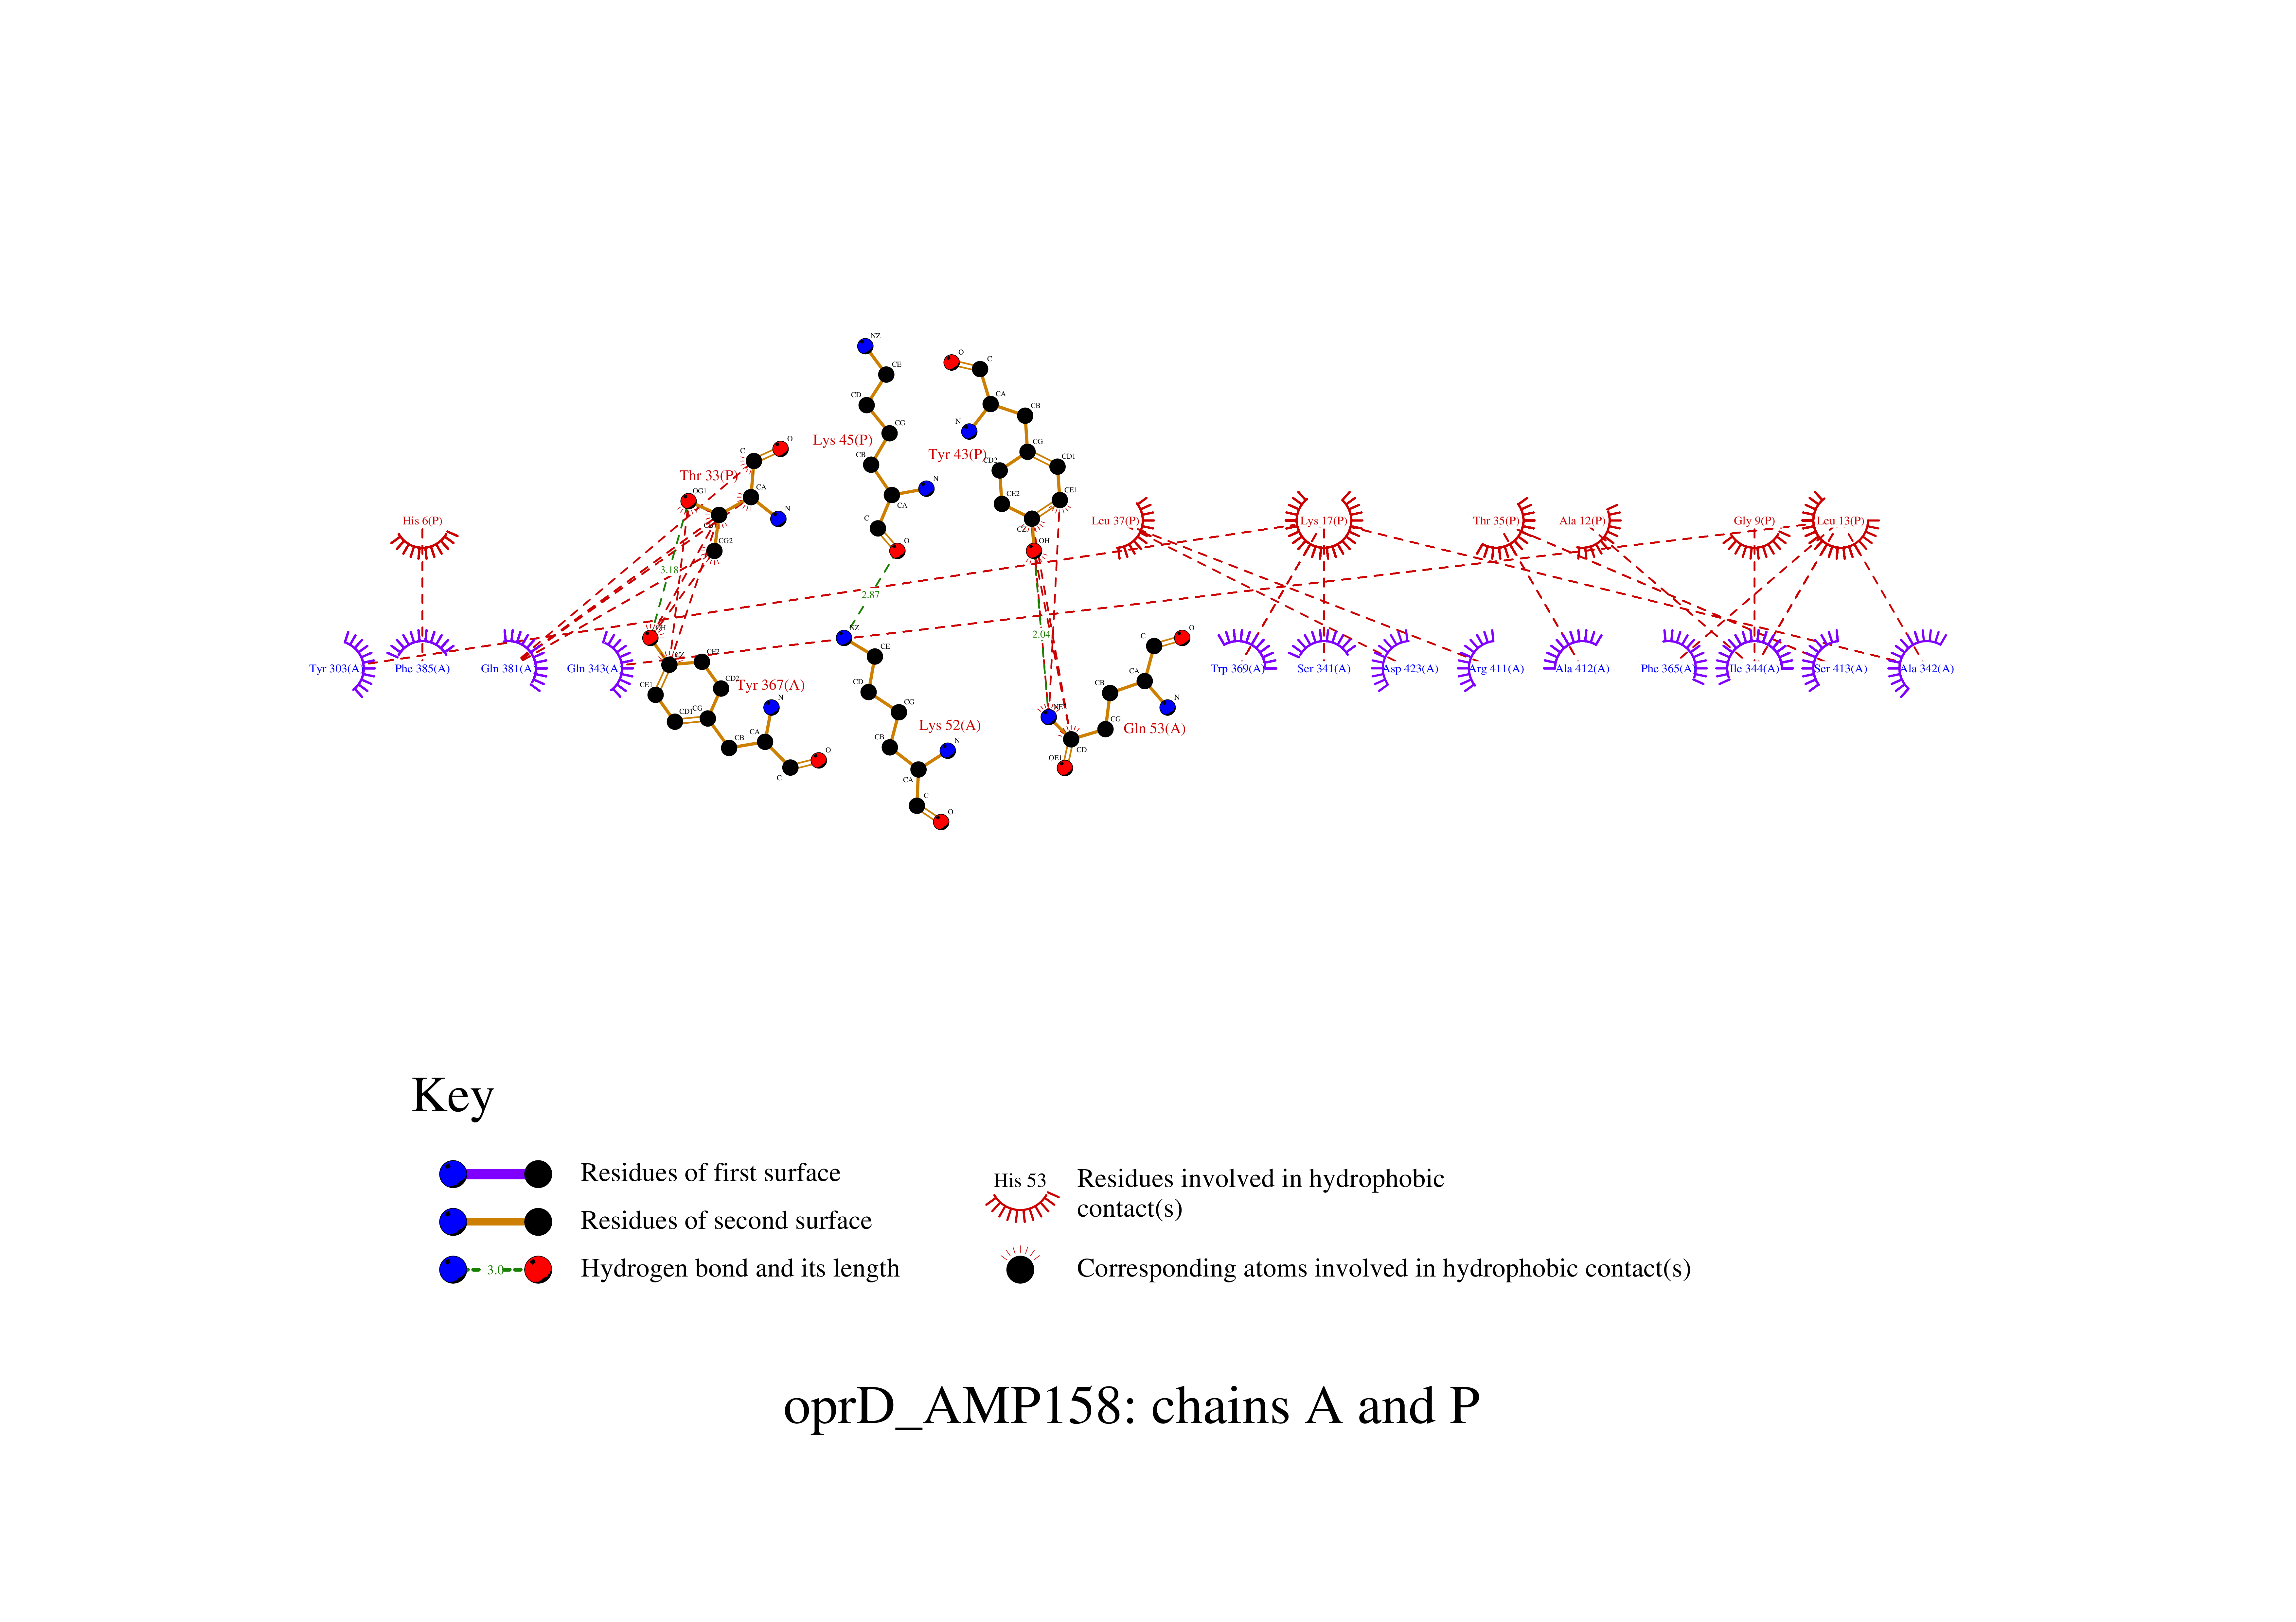 NZ
CE
CD
CG
Lys 45(P)
CB
N
CA
C
O
O
C
CA
CB
N
CG
Tyr 43(P)
CD2
CD1
CE2
CE1
CZ
OH
C
O
Thr 33(P)
OG1
CA
N
CG2
His 6(P)
Leu 37(P)
Lys 17(P)
Thr 35(P)
Ala 12(P)
Gly 9(P)
Leu 13(P)
3.18
2.87
2.04
Tyr 303(A)
Phe 385(A)
Gln 381(A)
Gln 343(A)
Trp 369(A)
Ser 341(A)
Asp 423(A)
Arg 411(A)
Ala 412(A)
Phe 365(A)
Ile 344(A)
Ser 413(A)
Ala 342(A)
OH
CZ
CE2
CE1
CD2
Tyr 367(A)
CD1
CG
N
CB
CA
C
O
NZ
CE
CD
CG
Lys 52(A)
CB
N
CA
C
O
C
O
CA
CB
N
CG
Gln 53(A)
CD
OE1
Key
Residues of first surface
Residues of second surface
3.0
Hydrogen bond and its length
His 53
Residues involved in hydrophobic
contact(s)
Corresponding atoms involved in hydrophobic contact(s)
oprD_AMP158: chains A and P